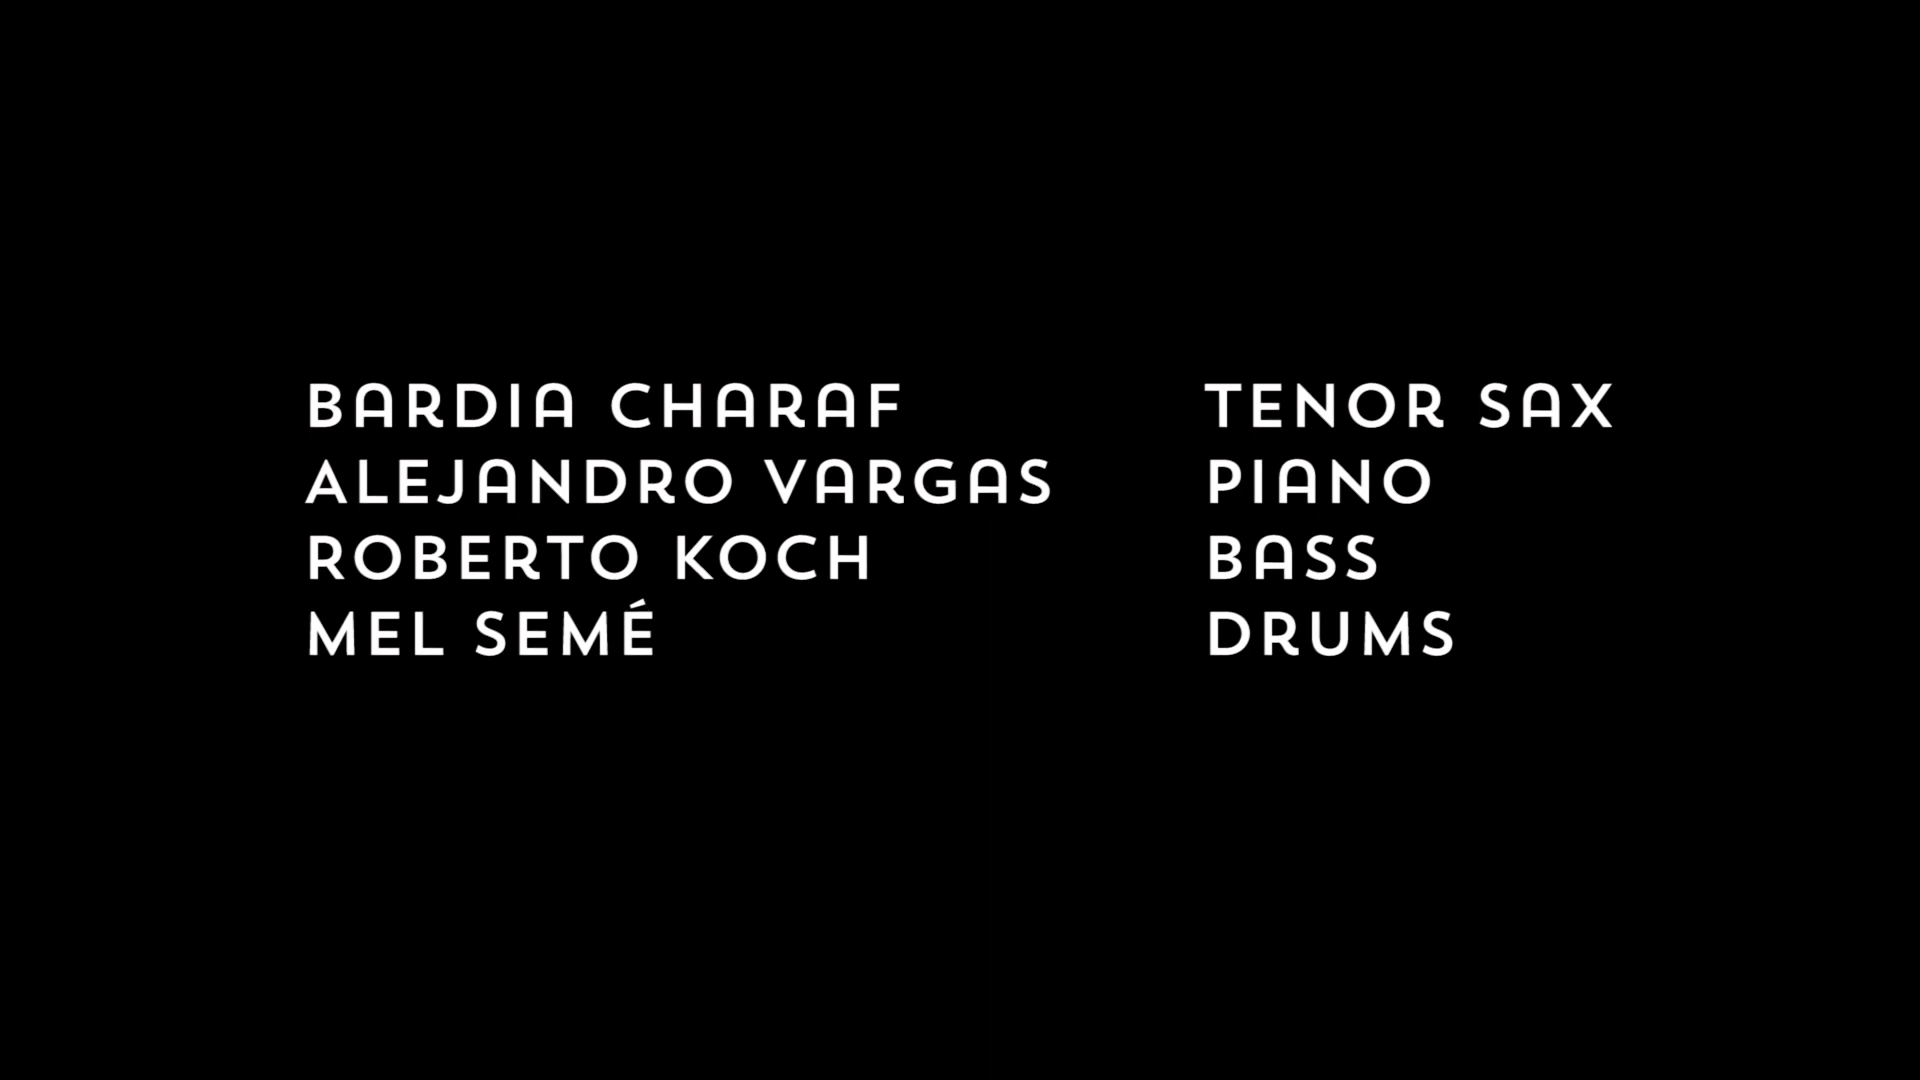 BARDIA CHARAF TENOR SAX
ALEJANDRO VARGAS PIANO
ROBERTO KOCH BASS
MEL SEMÉ DRUMS